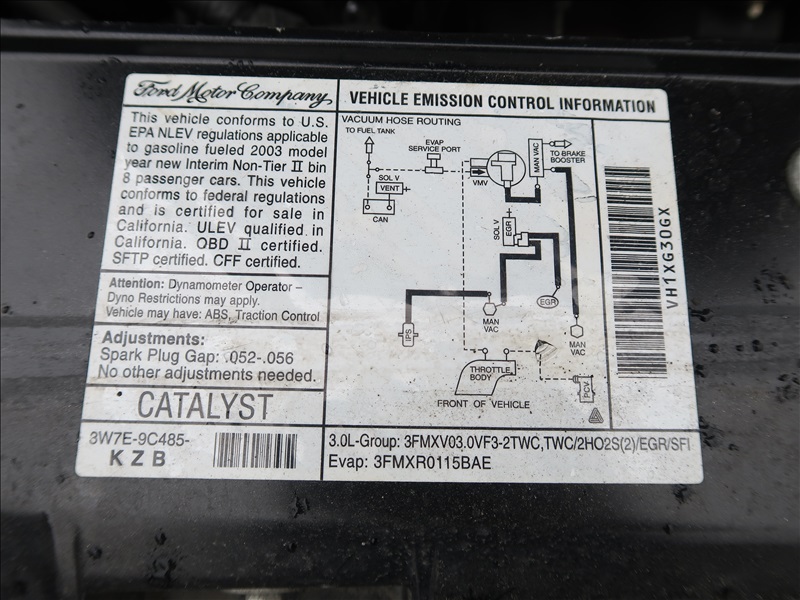 Ford Motor Company
VEHICLE EMISSION CONTROL INFORMATION
This vehicle conforms to U.S.
EPA NLEV regulations applicable
to gasoline fueled 2003 model
year new Interim Non-Tier II bin
8 passenger cars. This vehicle
conforms to federal regulations
and is certified for sale in
California. ULEV qualified in
California. OBD II certified.
SFTP certified. CFF certified.
Attention: Dynamometer Operator –
Dyno Restrictions may apply.
Vehicle may have: ABS, Traction Control
Adjustments:
Spark Plug Gap: .052-.056
No other adjustments needed.
CATALYST
3W7E-9C485-
KZB
VACUUM HOSE ROUTING
TO FUEL TANK
EVAP
SERVICE PORT
SOL V
VENT
CAN
VMV
MAN VAC
TO BRAKE
BOOSTER
SOL V
EGR
EGR
MAN
VAC
IPS
MAN
VAC
THROTTLE
BODY
PCV
FRONT OF VEHICLE
VH1XG30GX
3.0L-Group: 3FMXV03.0VF3-2TWC,TWC/2HO2S(2)/EGR/SFI
Evap: 3FMXR0115BAE